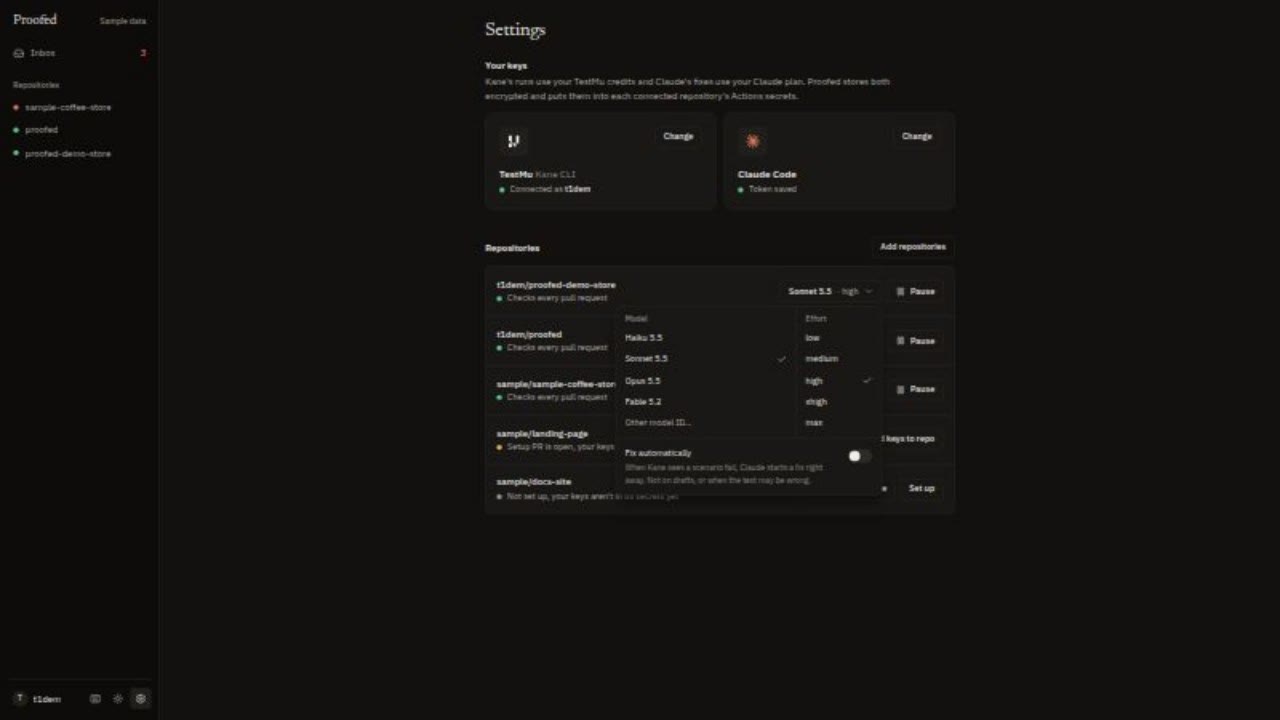 Proofed
Sample data
Inbox
3
Repositories
sample-coffee-store
proofed
proofed-demo-store
Settings
Your keys
Kane's runs use your TestMu credits and Claude's fixes use your Claude plan. Proofed stores both
encrypted and puts them into each connected repository's Actions secrets.
Change
TestMu Kane CLI
Connected as t1dem
Change
Claude Code
Token saved
Repositories
Add repositories
t1dem/proofed-demo-store
Checks every pull request
Sonnet 5.5 · high
Pause
t1dem/proofed
Checks every pull request
Pause
sample/sample-coffee-stor
Checks every pull request
Pause
sample/landing-page
Setup PR is open, your keys
keys to repo
sample/docs-site
Not set up, your keys aren't in its secrets yet
Set up
Model
Haiku 5.5
Sonnet 5.5
Opus 5.5
Fable 5.2
Other model ID...
Effort
low
medium
high
xhigh
max
Fix automatically
When Kane sees a scenario fail, Claude starts a fix right
away. Not on drafts, or when the test may be wrong.
T
t1dem